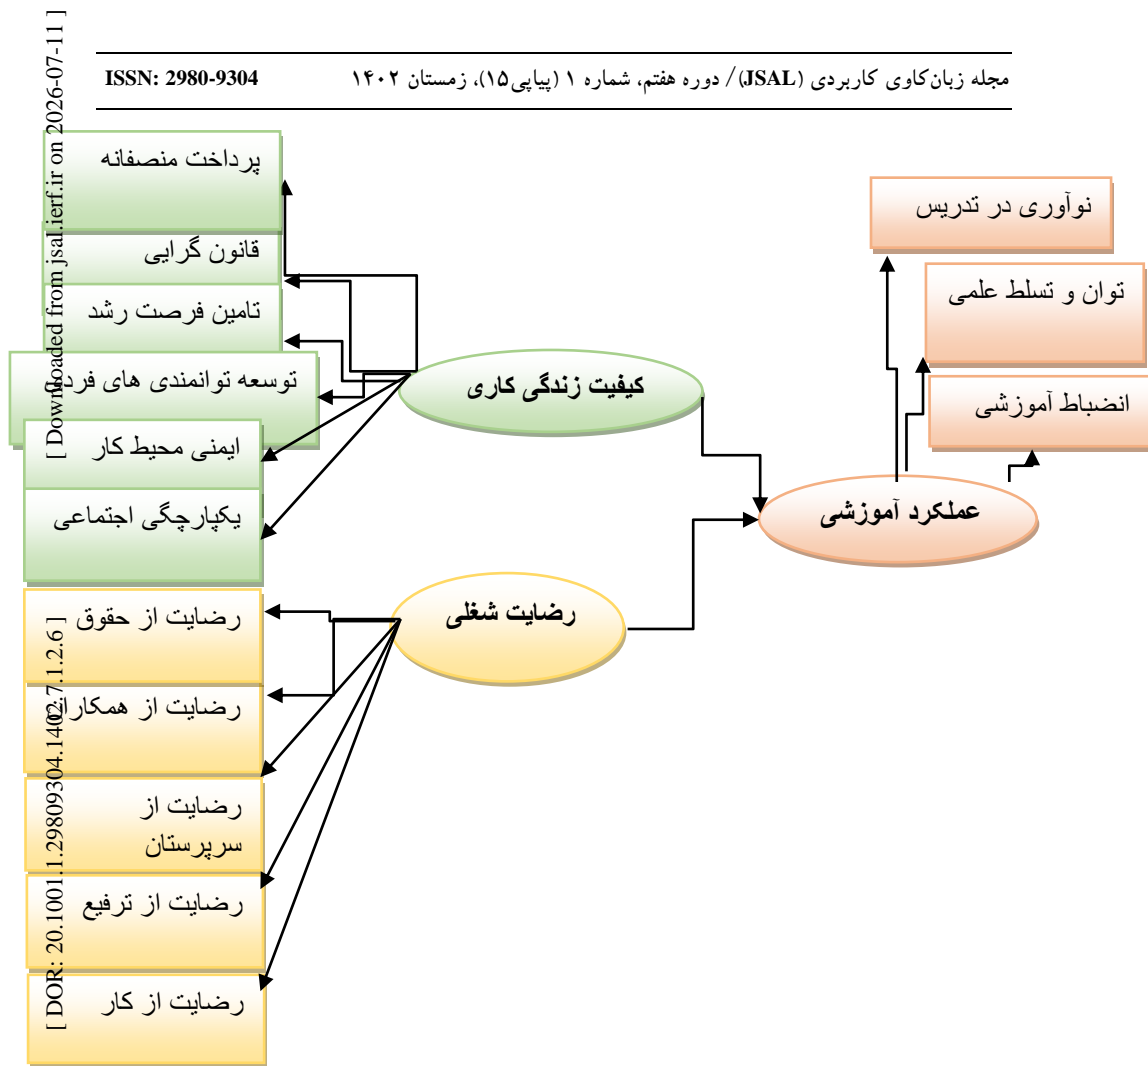 مجله زبان‌کاوی کاربردی (JSAL)/ دوره هفتم، شماره ۱ (پیاپی۱۵)، زمستان ۱۴۰۲
ISSN: 2980-9304
پرداخت منصفانه
قانون گرایی
تامین فرصت رشد
توسعه توانمندی های فردی
ایمنی محیط کار
یکپارچگی اجتماعی
کیفیت زندگی کاری
نوآوری در تدریس
توان و تسلط علمی
انضباط آموزشی
عملکرد آموزشی
رضایت شغلی
رضایت از حقوق
رضایت از همکاران
رضایت از
سرپرستان
رضایت از ترفیع
رضایت از کار
[ Downloaded from jsal.ierf.ir on 2026-07-11 ]
[ DOR: 20.1001.1.29809304.1402.7.1.2.6 ]